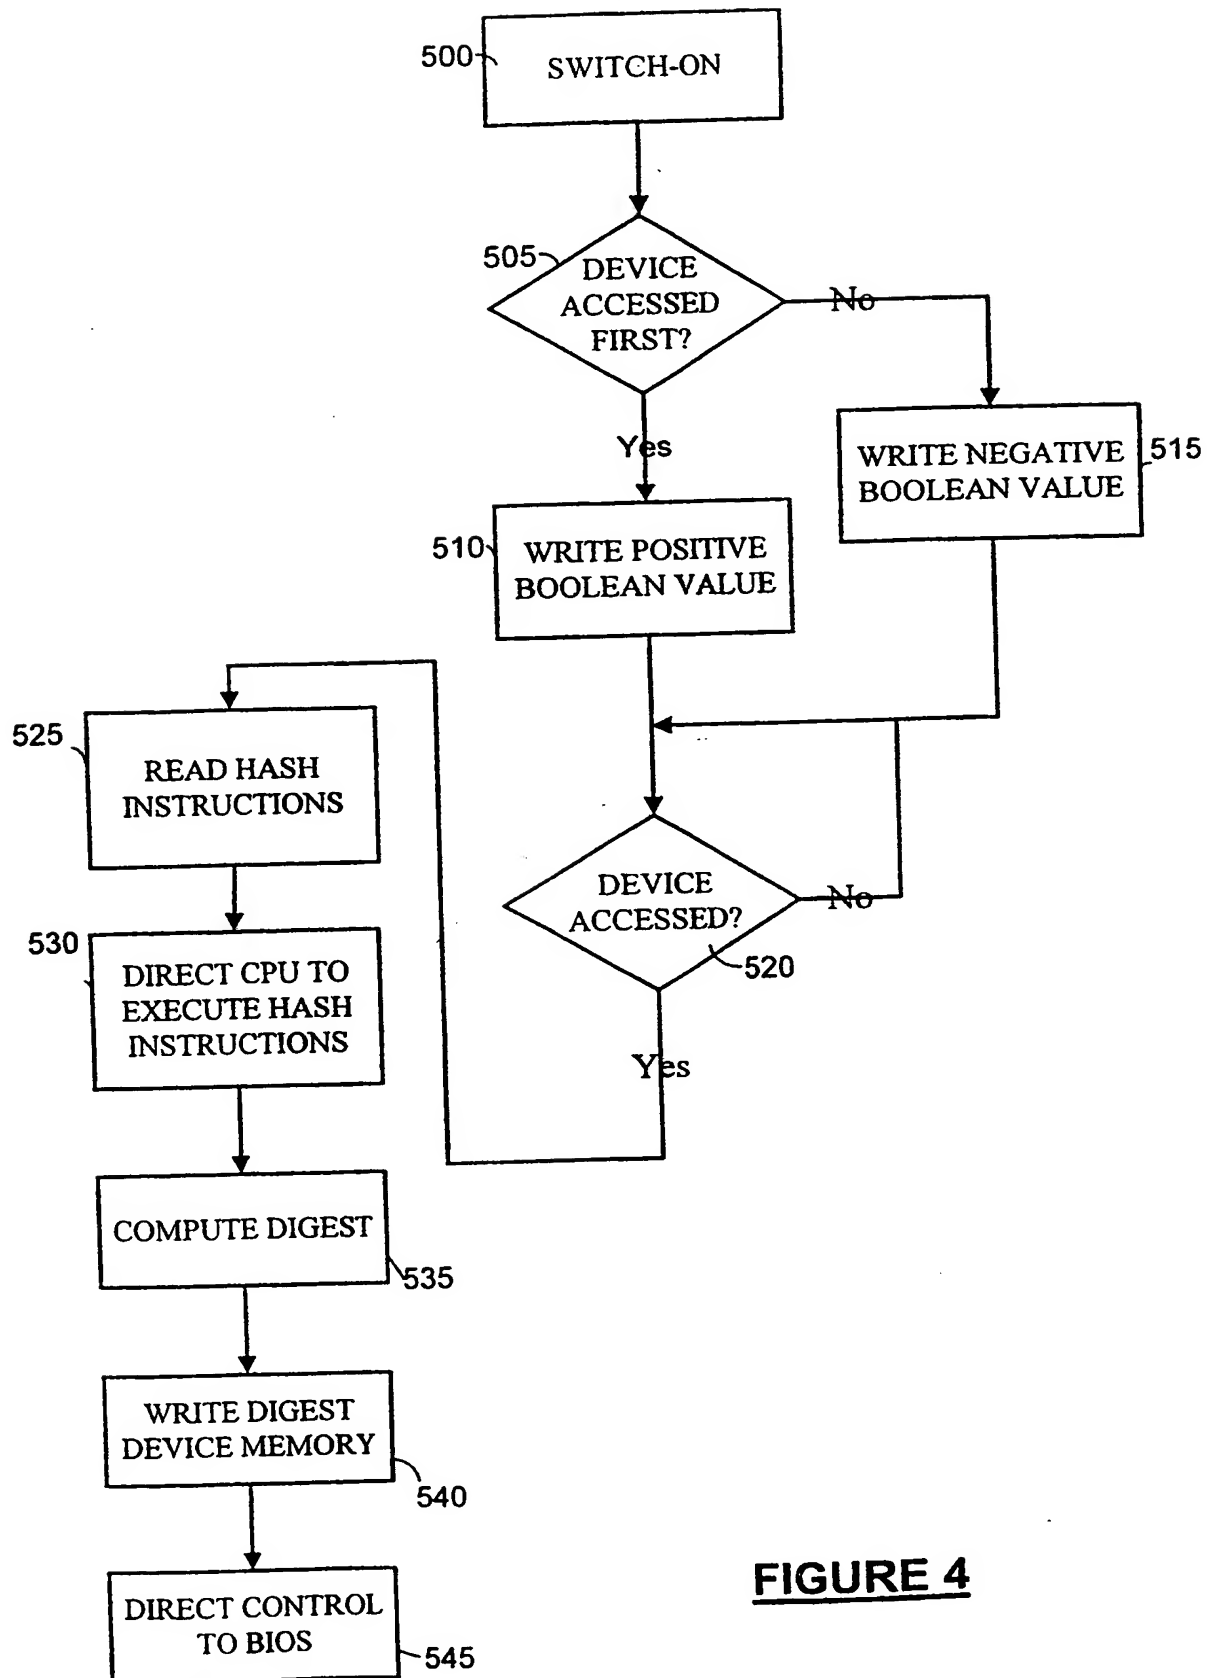 500
SWITCH-ON
505
DEVICE
ACCESSED
FIRST?
No
Yes
WRITE NEGATIVE
BOOLEAN VALUE
515
510
WRITE POSITIVE
BOOLEAN VALUE
525
READ HASH
INSTRUCTIONS
DEVICE
ACCESSED?
No
520
Yes
530
DIRECT CPU TO
EXECUTE HASH
INSTRUCTIONS
COMPUTE DIGEST
535
WRITE DIGEST
DEVICE MEMORY
540
DIRECT CONTROL
TO BIOS
545
FIGURE 4